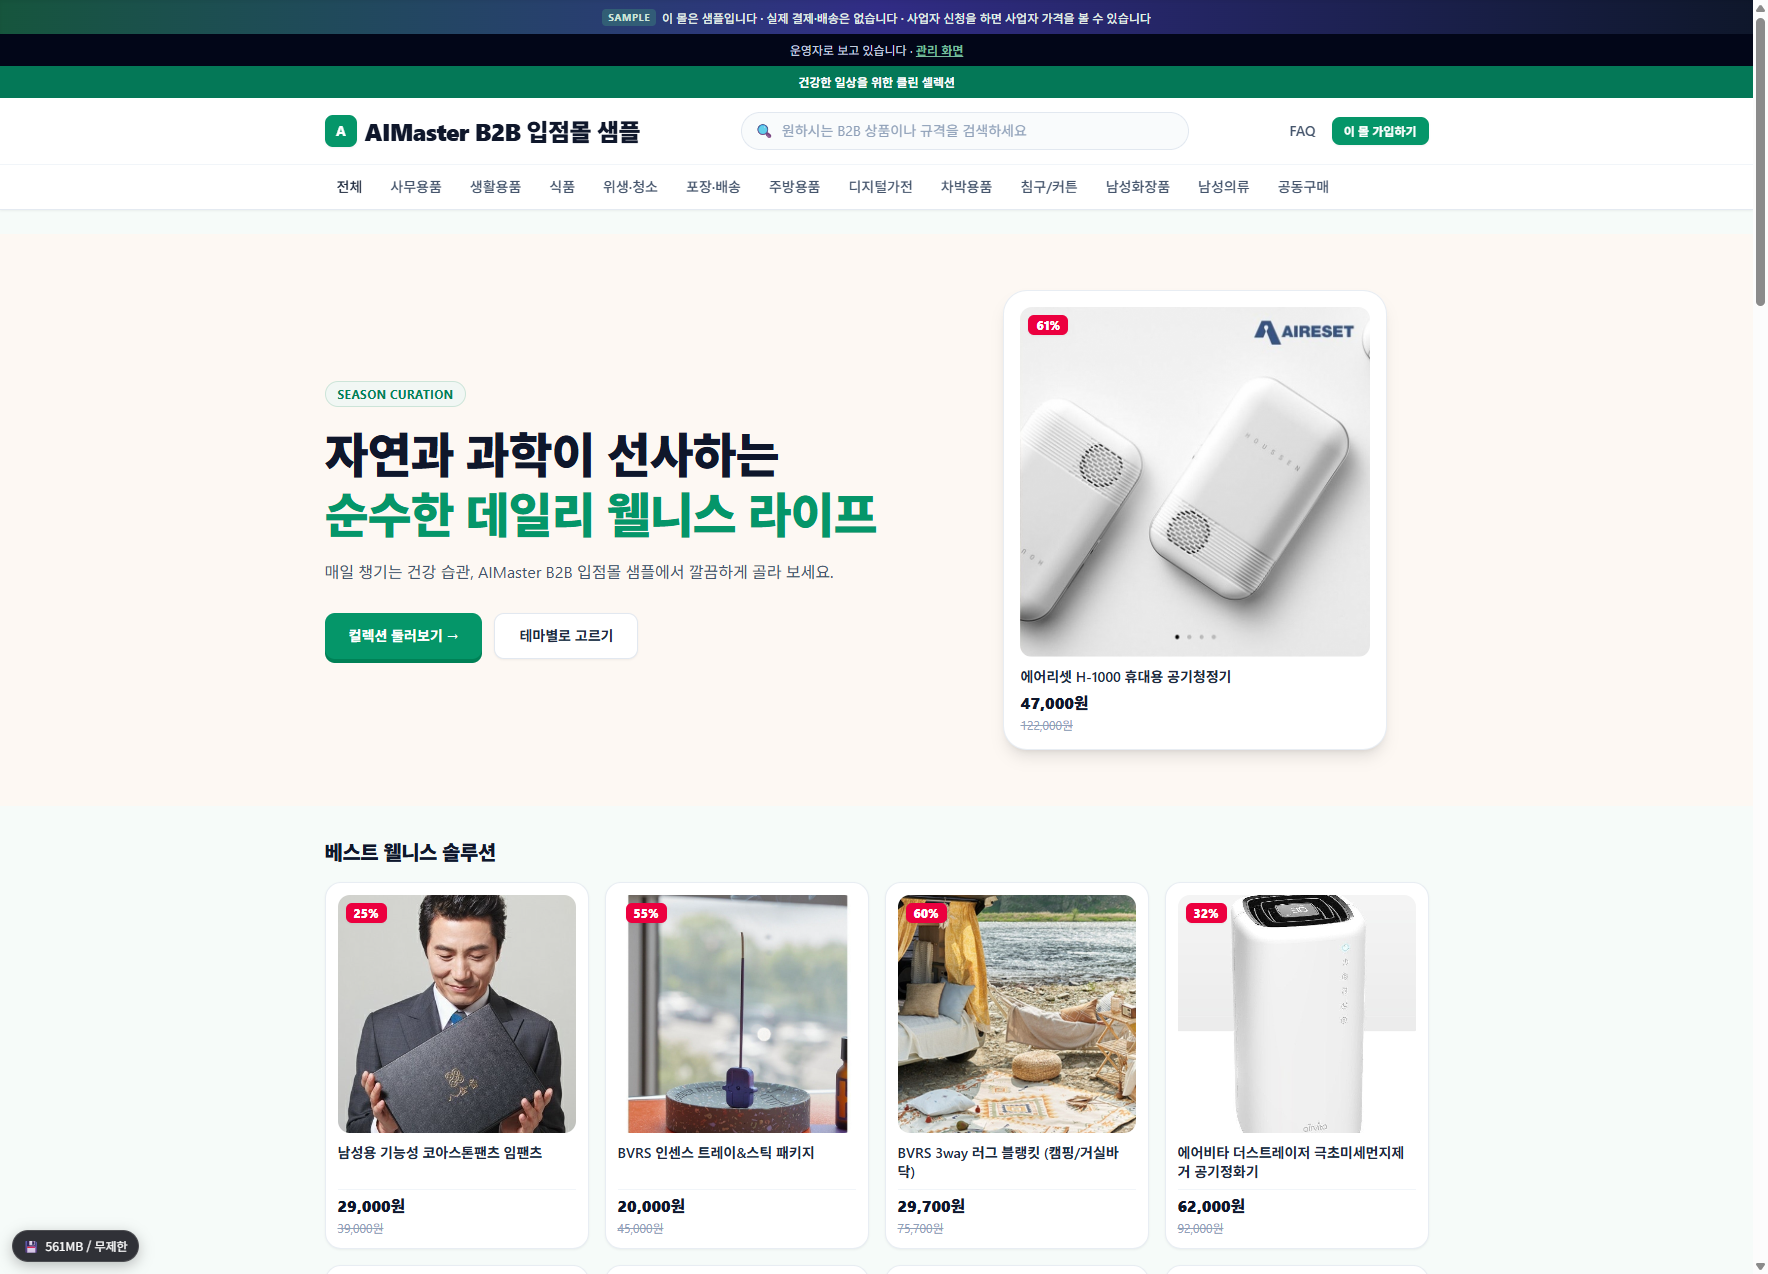 SAMPLE 이 몰은 샘플입니다 · 실제 결제·배송은 없습니다 · 사업자 신청을 하면 사업자 가격을 볼 수 있습니다
운영자로 보고 있습니다 · 관리 화면
건강한 일상을 위한 클린 셀렉션
A AIMaster B2B 입점몰 샘플
원하시는 B2B 상품이나 규격을 검색하세요
FAQ
이 몰 가입하기
전체 사무용품 생활용품 식품 위생·청소 포장·배송 주방용품 디지털가전 차박용품 침구/커튼 남성화장품 남성의류 공동구매
SEASON CURATION
자연과 과학이 선사하는
순수한 데일리 웰니스 라이프
매일 챙기는 건강 습관, AIMaster B2B 입점몰 샘플에서 깔끔하게 골라 보세요.
컬렉션 둘러보기 →
테마별로 고르기
61%
AIRESET
HOUSSEN
에어리셋 H-1000 휴대용 공기청정기
47,000원
122,000원
베스트 웰니스 솔루션
25%
남성용 기능성 코아스톤팬츠 임팬츠
29,000원
39,000원
55%
BVRS 인센스 트레이&스틱 패키지
20,000원
45,000원
60%
BVRS 3way 러그 블랭킷 (캠핑/거실바
닥)
29,700원
75,700원
32%
에어비타 더스트레이저 극초미세먼지제
거 공기정화기
62,000원
92,000원
561MB / 무제한